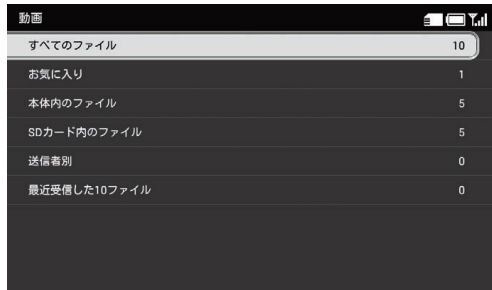 動画
すべてのファイル 10
お気に入り 1
本体内のファイル 5
SDカード内のファイル 5
送信者別 0
最近受信した10ファイル 0